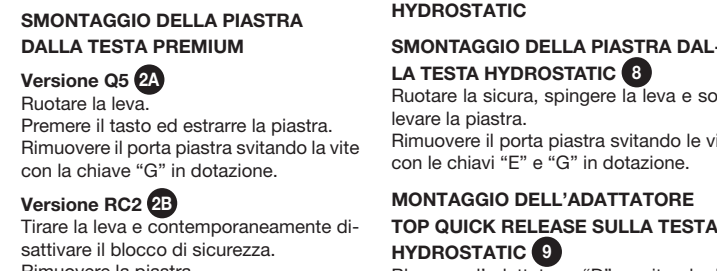 SMONTAGGIO DELLA PIASTRA
DALLA TESTA PREMIUM
Versione Q5 2A
Ruotare la leva.
Premere il tasto ed estrarre la piastra.
Rimuovere il porta piastra svitando la vite
con la chiave “G” in dotazione.
Versione RC2 2B
Tirare la leva e contemporaneamente di-
sattivare il blocco di sicurezza.
Rimuovere la piastra
HYDROSTATIC
SMONTAGGIO DELLA PIASTRA DAL-
LA TESTA HYDROSTATIC 8
Ruotare la sicura, spingere la leva e
levare la piastra.
Rimuovere il porta piastra svitando le
con le chiavi “E” e “G” in dotazione.
MONTAGGIO DELL’ADATTATORE
TOP QUICK RELEASE SULLA TESTA
HYDROSTATIC 9